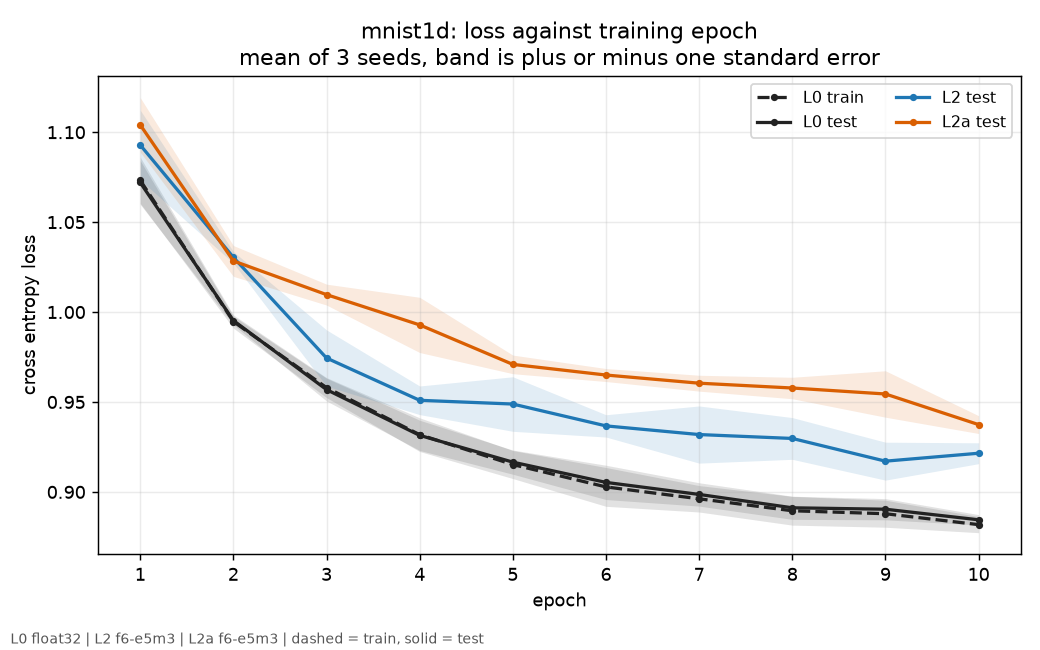 mnist1d: loss against training epoch
mean of 3 seeds, band is plus or minus one standard error
L0 train
L0 test
L2 test
L2a test
cross entropy loss
1.10
1.05
1.00
0.95
0.90
1 2 3 4 5 6 7 8 9 10
epoch
L0 float32 | L2 f6-e5m3 | L2a f6-e5m3 | dashed = train, solid = test